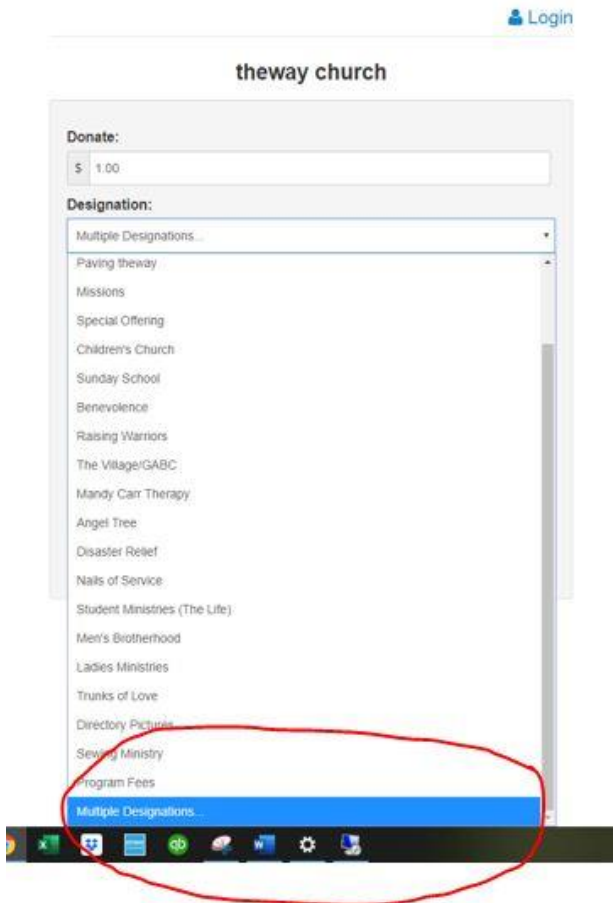 Login
theway church
Donate:
$ 1.00
Designation:
Multiple Designations...
Paving theway
Missions
Special Offering
Children's Church
Sunday School
Benevolence
Raising Warriors
The Village/GABC
Mandy Carr Therapy
Angel Tree
Disaster Relief
Nails of Service
Student Ministries (The Life)
Men's Brotherhood
Ladies Ministries
Trunks of Love
Directory Pictures
Sewing Ministry
Program Fees
Multiple Designations...
qb